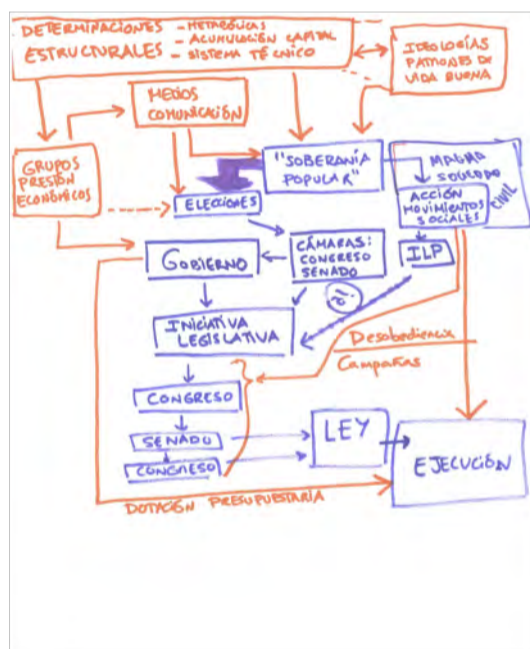 DETERMINACIONES
ESTRUCTURALES
- METABÓLICAS
- ACUMULACIÓN CAPITAL
- SISTEMA TÉCNICO
IDEOLOGÍAS
PATRONES DE
VIDA BUENA
MEDIOS
COMUNICACIÓN
GRUPOS
PRESIÓN
ECONÓMICOS
"SOBERANÍA
POPULAR"
MAGMA
SOCIEDAD
CIVIL
ACCIÓN
MOVIMIENTOS
SOCIALES
ELECCIONES
GOBIERNO
CÁMARAS:
CONGRESO
SENADO
ILP
INICIATIVA
LEGISLATIVA
Desobediencia
Campañas
CONGRESO
SENADO
CONGRESO
LEY
EJECUCIÓN
DOTACIÓN PRESUPUESTARIA